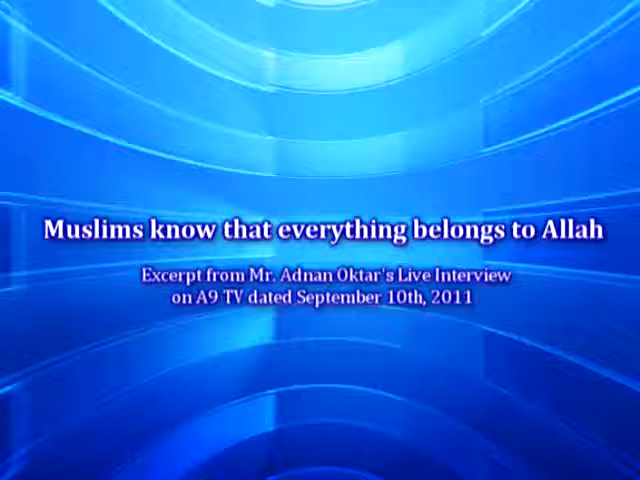 Muslims know that everything belongs to Allah
Excerpt from Mr. Adnan Oktar's Live Interview
on A9 TV dated September 10th, 2011